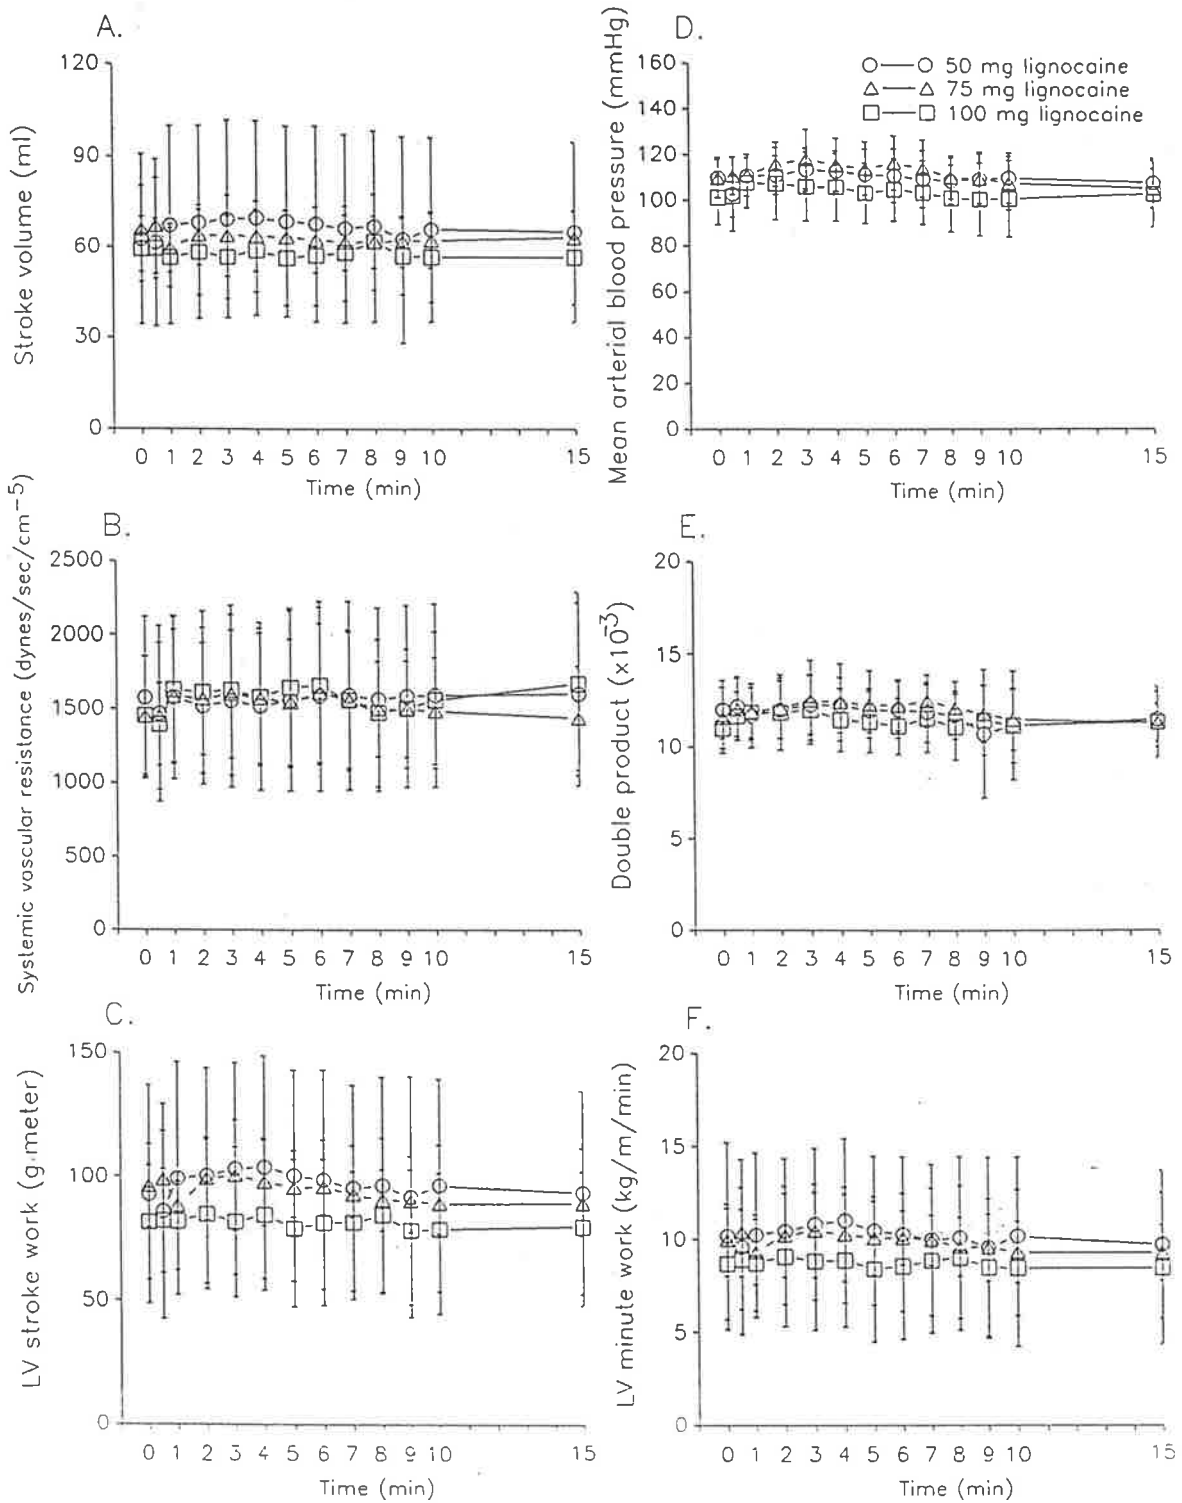 A.
Stroke volume (ml)
120
90
60
30
0
0 1 2 3 4 5 6 7 8 9 10 15
Time (min)
D.
Mean arterial blood pressure (mmHg)
160
140
120
100
80
60
40
20
0
50 mg lignocaine
75 mg lignocaine
100 mg lignocaine
0 1 2 3 4 5 6 7 8 9 10 15
Time (min)
B.
Systemic vascular resistance (dynes/sec/cm-5)
2500
2000
1500
1000
500
0
0 1 2 3 4 5 6 7 8 9 10 15
Time (min)
E.
Double product (x10-3)
20
15
10
5
0
0 1 2 3 4 5 6 7 8 9 10 15
Time (min)
C.
LV stroke work (g.meter)
150
100
50
0
0 1 2 3 4 5 6 7 8 9 10 15
Time (min)
F.
LV minute work (kg/m/min)
20
15
10
5
0
0 1 2 3 4 5 6 7 8 9 10 15
Time (min)